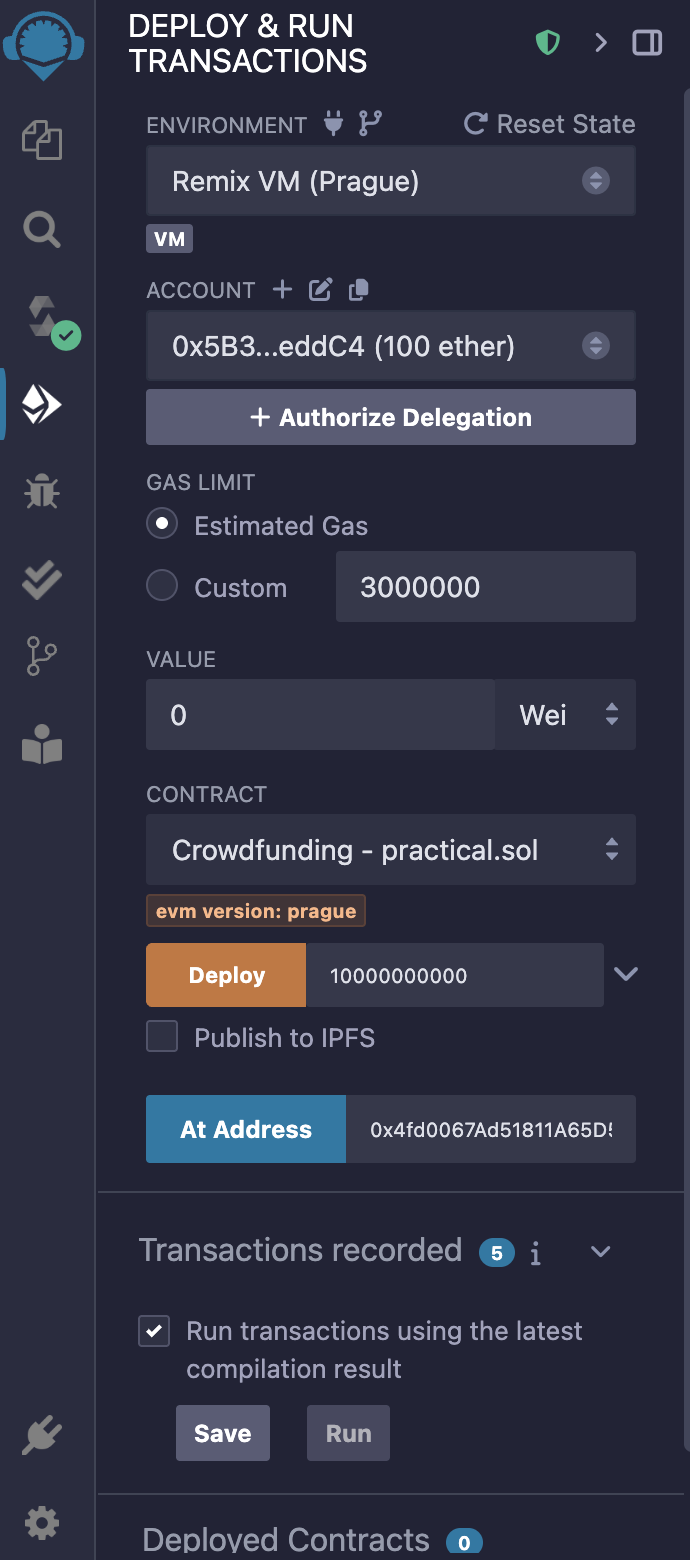 DEPLOY & RUN
TRANSACTIONS
ENVIRONMENT
Reset State
Remix VM (Prague)
VM
ACCOUNT
0x5B3...eddC4 (100 ether)
+ Authorize Delegation
GAS LIMIT
Estimated Gas
Custom
3000000
VALUE
0
Wei
CONTRACT
Crowdfunding - practical.sol
evm version: prague
Deploy
10000000000
Publish to IPFS
At Address
0x4fd0067Ad51811A65D5
Transactions recorded 5 i
Run transactions using the latest
compilation result
Save
Run
Deployed Contracts 0